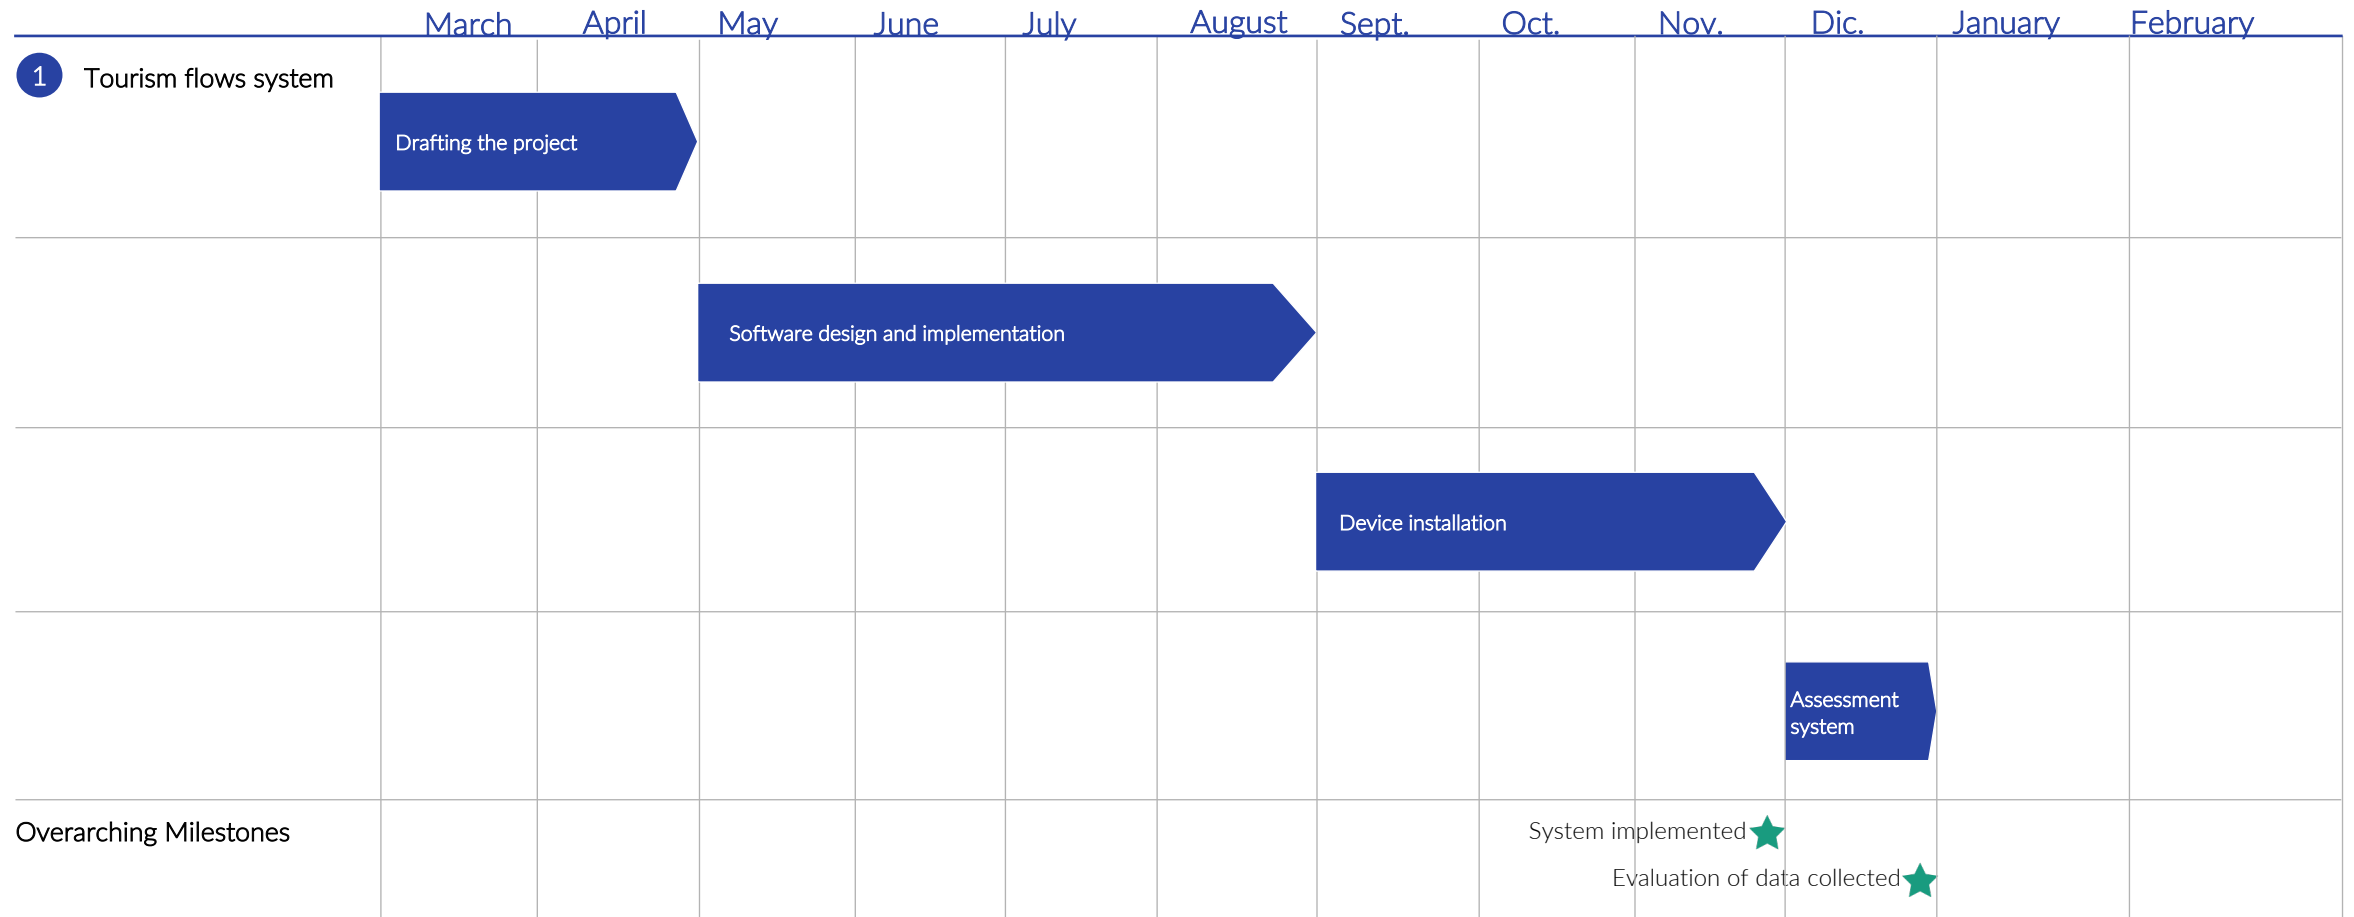 March April May June July August Sept. Oct. Nov. Dic. January February
1 Tourism flows system
Drafting the project
Software design and implementation
Device installation
Assessment
system
Overarching Milestones
System implemented
Evaluation of data collected